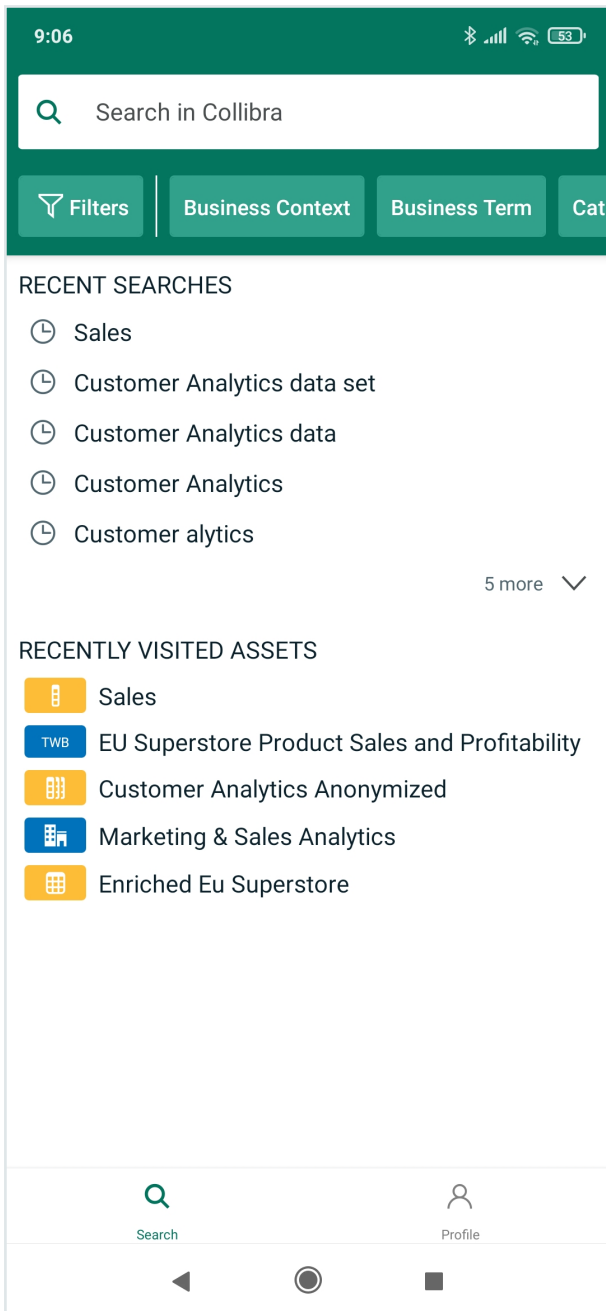 9:06
53
Search in Collibra
Filters Business Context Business Term Cat
RECENT SEARCHES
Sales
Customer Analytics data set
Customer Analytics data
Customer Analytics
Customer alytics
5 more
RECENTLY VISITED ASSETS
Sales
TWB EU Superstore Product Sales and Profitability
Customer Analytics Anonymized
Marketing & Sales Analytics
Enriched Eu Superstore
Search Profile